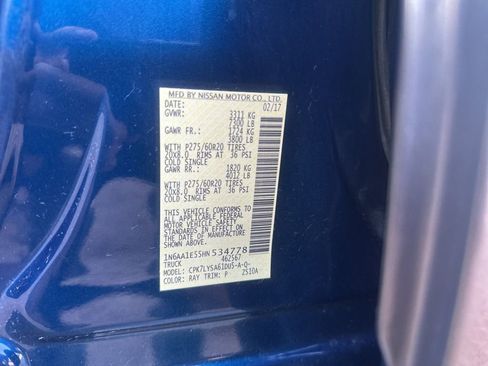 MFD BY NISSAN MOTOR CO., LTD.
DATE: 02/17
GVWR: 3311 KG
7300 LB
GAWR FR.: 1724 KG
3800 LB
WITH P275/60R20 TIRES
20X8.0 RIMS AT 36 PSI
COLD SINGLE
GAWR RR.: 1820 KG
4012 LB
WITH P275/60R20 TIRES
20X8.0 RIMS AT 36 PSI
COLD SINGLE
THIS VEHICLE CONFORMS TO
ALL APPLICABLE FEDERAL
MOTOR VEHICLE SAFETY
STANDARDS IN EFFECT ON
THE DATE OF MANUFACTURE
SHOWN ABOVE.
1N6AA1E55HN534778
TRUCK 462567
MODEL: CPK7LYSA61DU5-A-Q-
COLOR: RAY TRIM: P ZS10A